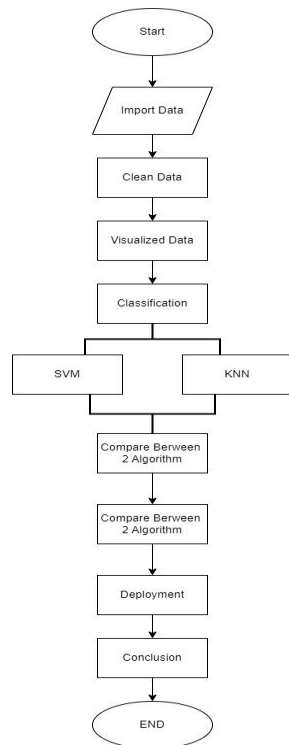 Start
Import Data
Clean Data
Visualized Data
Classification
SVM
KNN
Compare Berween
2 Algorithm
Compare Berween
2 Algorithm
Deployment
Conclusion
END